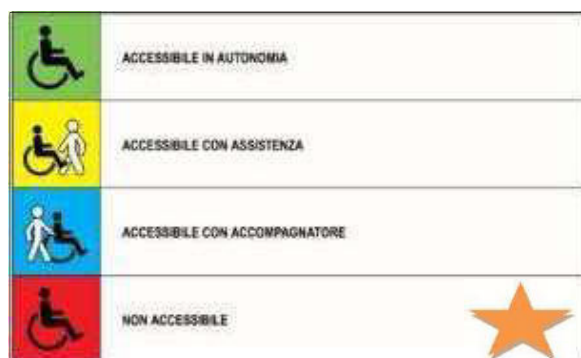 ACCESSIBILE IN AUTONOMIA
ACCESSIBILE CON ASSISTENZA
ACCESSIBILE CON ACCOMPAGNATORE
NON ACCESSIBILE